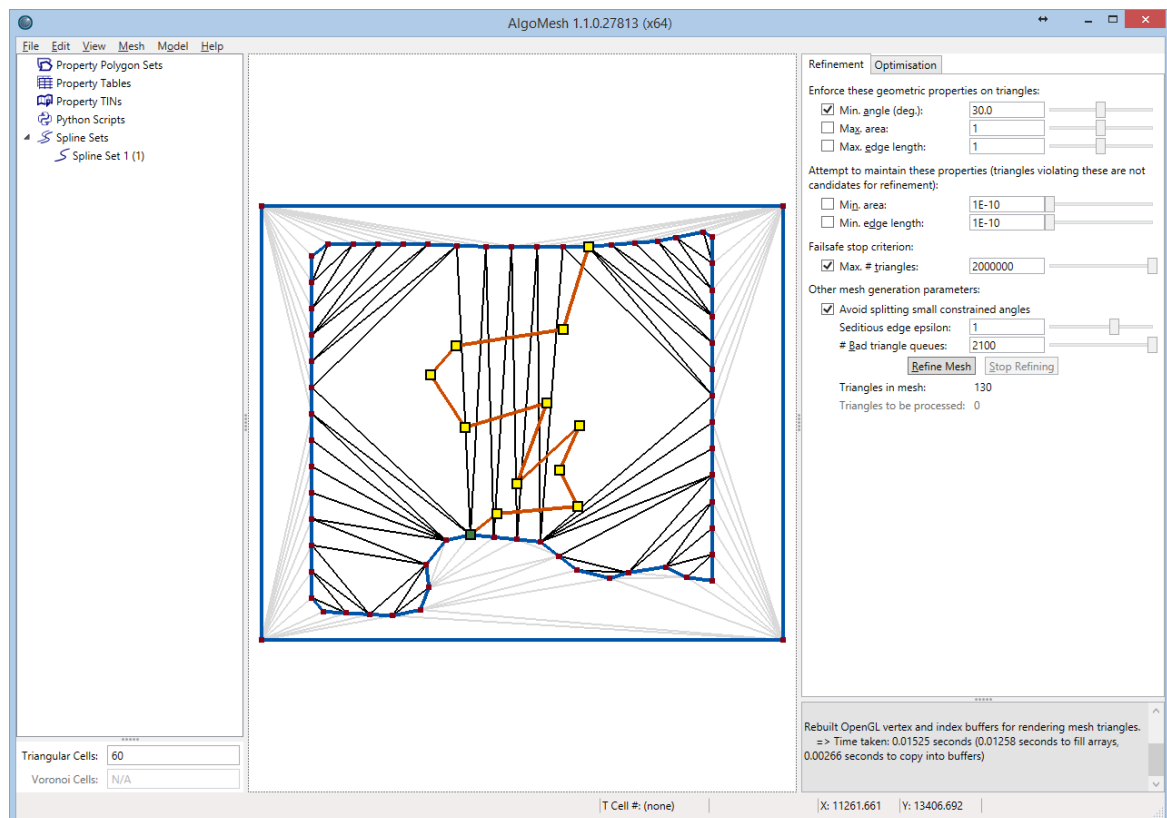 AlgoMesh 1.1.0.27813 (x64)
File Edit View Mesh Model Help
Property Polygon Sets
Property Tables
Property TINs
Python Scripts
Spline Sets
Spline Set 1 (1)
Triangular Cells: 60
Voronoi Cells: N/A
Refinement Optimisation
Enforce these geometric properties on triangles:
Min. angle (deg.): 30.0
Max. area: 1
Max. edge length: 1
Attempt to maintain these properties (triangles violating these are not
candidates for refinement):
Min. area: 1E-10
Min. edge length: 1E-10
Failsafe stop criterion:
Max. # triangles: 2000000
Other mesh generation parameters:
Avoid splitting small constrained angles
Seditious edge epsilon: 1
# Bad triangle queues: 2100
Refine Mesh Stop Refining
Triangles in mesh: 130
Triangles to be processed: 0
Rebuilt OpenGL vertex and index buffers for rendering mesh triangles.
=> Time taken: 0.01525 seconds (0.01258 seconds to fill arrays,
0.00266 seconds to copy into buffers)
T Cell #: (none) X: 11261.661 Y: 13406.692